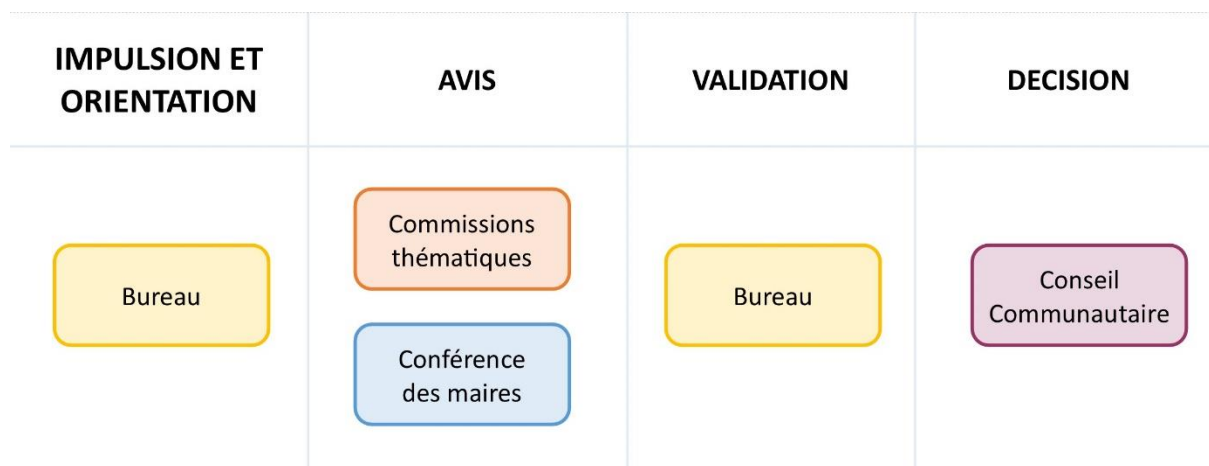 IMPULSION ET
ORIENTATION
AVIS
VALIDATION
DECISION
Bureau
Commissions
thématiques
Conférence
des maires
Bureau
Conseil
Communautaire